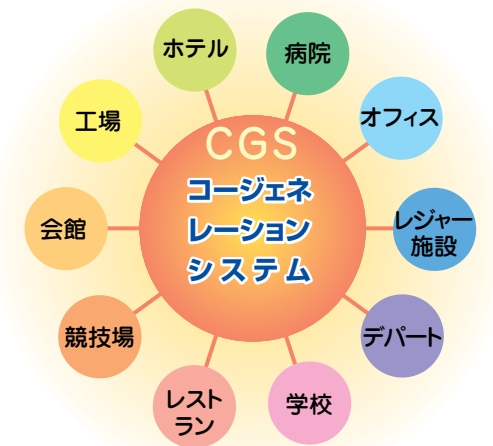 CGS
コージェネ
レーション
システム
ホテル
病院
オフィス
レジャー
施設
デパート
学校
レスト
ラン
競技場
会館
工場